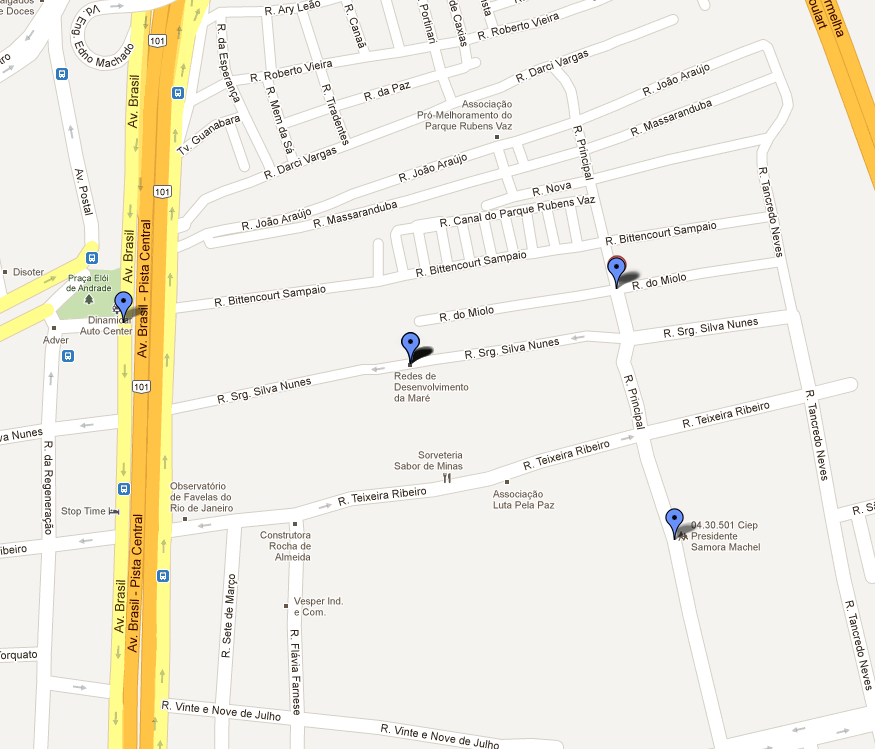 e Doces
Vd. Eng. Edno Machado
Av. Brasil
101
R. Ary Leão
R. Canaã
Portinari
de Caxias
ista
R. Roberto Vieira
R. da Esperança
R. Roberto Vieira
R. Mem da Sá
R. Tiradentes
R. da Paz
R. Darci Vargas
ermelha
oulart
R. João Araújo
R. Massaranduba
Associação
Pró-Melhoramento do
Parque Rubens Vaz
Tv. Guanabara
R. Darci Vargas
R. João Araújo
R. Principal
R. Nova
R. Tancredo Neves
Av. Postal
101
R. João Araújo
R. Massaranduba
R. Canal do Parque Rubens Vaz
R. Bittencourt Sampaio
Av. Brasil
Av. Brasil - Pista Central
R. Bittencourt Sampaio
Disoter
Praça Elói
de Andrade
R. Bittencourt Sampaio
R. do Miolo
R. do Miolo
Dinamicar
Auto Center
Adver
R. Srg. Silva Nunes
R. Srg. Silva Nunes
Redes de
Desenvolvimento
da Maré
101
R. Srg. Silva Nunes
R. Principal
R. Teixeira Ribeiro
R. Tancredo Neves
va Nunes
R. da Regeneração
Sorveteria
Sabor de Minas
R. Teixeira Ribeiro
Observatório
de Favelas do
Rio de Janeiro
R. Teixeira Ribeiro
Associação
Luta Pela Paz
Stop Time
R. Sã
Construtora
Rocha de
Almeida
04.30.501 Ciep
Presidente
Samora Machel
Ribeiro
Av. Brasil
Av. Brasil - Pista Central
R. Sete de Março
Vesper Ind.
e Com.
R. Flávia Farnese
R. Tancredo Neves
Torquato
R. Vinte e Nove de Julho
R. Vinte e Nove de Julho